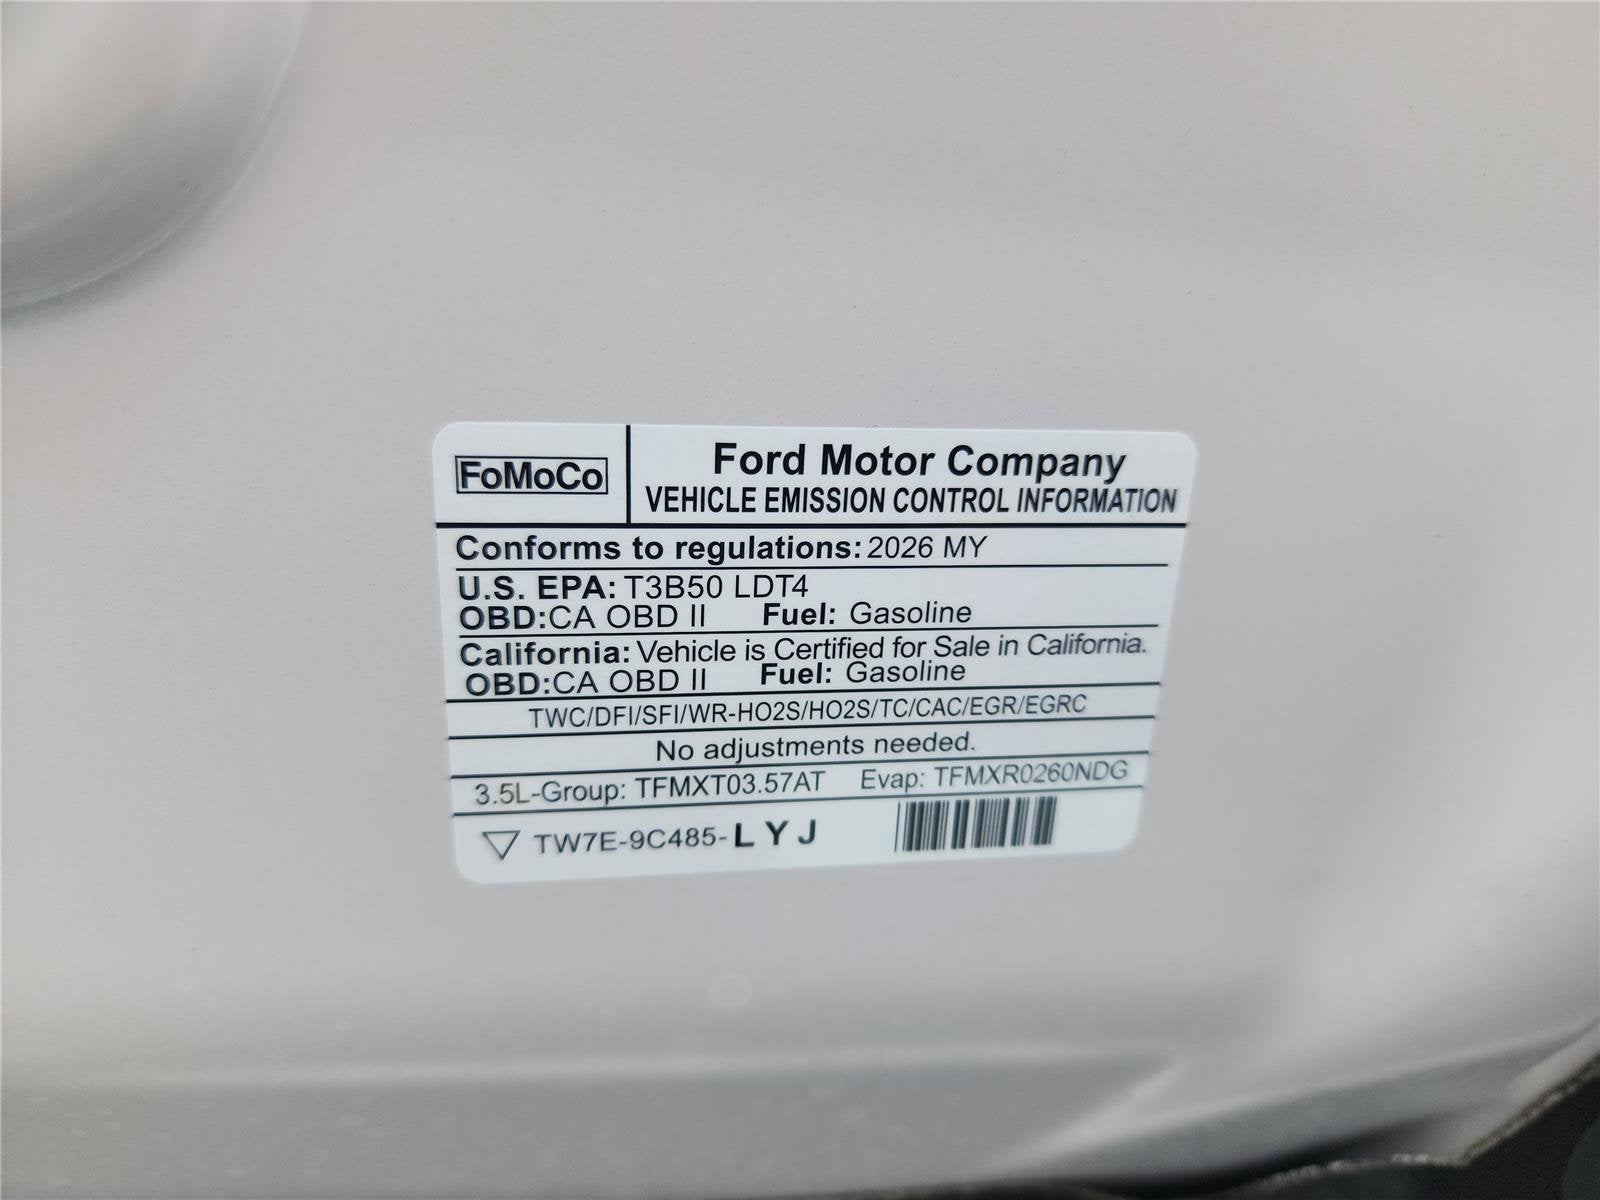 FoMoCo
Ford Motor Company
VEHICLE EMISSION CONTROL INFORMATION
Conforms to regulations: 2026 MY
U.S. EPA: T3B50 LDT4
OBD:CA OBD II Fuel: Gasoline
California: Vehicle is Certified for Sale in California.
OBD:CA OBD II Fuel: Gasoline
TWC/DFI/SFI/WR-HO2S/HO2S/TC/CAC/EGR/EGRC
No adjustments needed.
3.5L-Group: TFMXT03.57AT Evap: TFMXR0260NDG
TW7E-9C485-LYJ